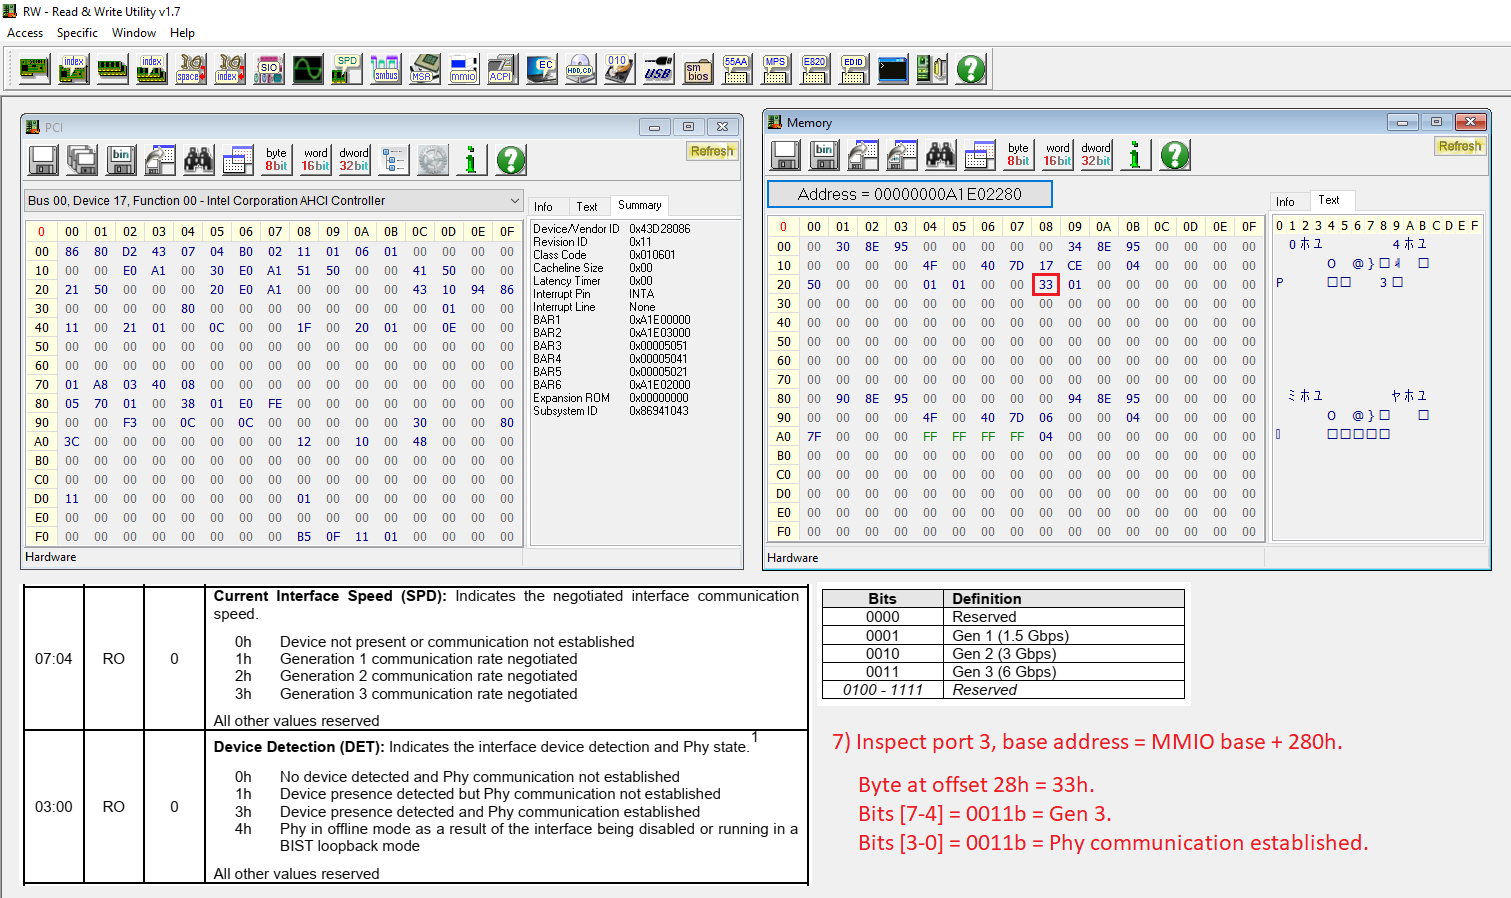 RW - Read & Write Utility v1.7
Access Specific Window Help
index index space index SIO SPD smbus MSR mmio ACPI EC HDD,CD 010 USB sm bios 55AA MPS E820 EDID
PCI
bin byte 8bit word 16bit dword 32bit
Refresh
Bus 00, Device 17, Function 00 - Intel Corporation AHCI Controller
Info Text Summary
0 00 01 02 03 04 05 06 07 08 09 0A 0B 0C 0D 0E 0F
00 86 80 D2 43 07 04 B0 02 11 01 06 01 00 00 00 00
10 00 00 E0 A1 00 30 E0 A1 51 50 00 00 41 50 00 00
20 21 50 00 00 00 20 E0 A1 00 00 00 00 43 10 94 86
30 00 00 00 00 80 00 00 00 00 00 00 00 00 01 00 00
40 11 00 21 01 00 0C 00 00 1F 00 20 01 00 0E 00 00
50 00 00 00 00 00 00 00 00 00 00 00 00 00 00 00 00
60 00 00 00 00 00 00 00 00 00 00 00 00 00 00 00 00
70 01 A8 03 40 08 00 00 00 00 00 00 00 00 00 00 00
80 05 70 01 00 38 01 E0 FE 00 00 00 00 00 00 00 00
90 00 00 F3 00 0C 00 0C 00 00 00 00 00 30 00 00 80
A0 3C 00 00 00 00 00 00 00 12 00 10 00 48 00 00 00
B0 00 00 00 00 00 00 00 00 00 00 00 00 00 00 00 00
C0 00 00 00 00 00 00 00 00 00 00 00 00 00 00 00 00
D0 11 00 00 00 00 00 00 00 01 00 00 00 00 00 00 00
E0 00 00 00 00 00 00 00 00 00 00 00 00 00 00 00 00
F0 00 00 00 00 00 00 00 00 B5 0F 11 01 00 00 00 00
Device/Vendor ID 0x43D28086
Revision ID 0x11
Class Code 0x010601
Cacheline Size 0x00
Latency Timer 0x00
Interrupt Pin INTA
Interrupt Line None
BAR1 0xA1E00000
BAR2 0xA1E03000
BAR3 0x00005051
BAR4 0x00005041
BAR5 0x00005021
BAR6 0xA1E02000
Expansion ROM 0x00000000
Subsystem ID 0x86941043
Hardware
Memory
bin byte 8bit word 16bit dword 32bit
Refresh
Address = 00000000A1E02280
Info Text
0 00 01 02 03 04 05 06 07 08 09 0A 0B 0C 0D 0E 0F
00 00 30 8E 95 00 00 00 00 00 34 8E 95 00 00 00 00
10 00 00 00 00 4F 00 40 7D 17 CE 00 04 00 00 00 00
20 50 00 00 00 01 01 00 00 33 01 00 00 00 00 00 00
30 00 00 00 00 00 00 00 00 00 00 00 00 00 00 00 00
40 00 00 00 00 00 00 00 00 00 00 00 00 00 00 00 00
50 00 00 00 00 00 00 00 00 00 00 00 00 00 00 00 00
60 00 00 00 00 00 00 00 00 00 00 00 00 00 00 00 00
70 00 00 00 00 00 00 00 00 00 00 00 00 00 00 00 00
80 00 90 8E 95 00 00 00 00 00 94 8E 95 00 00 00 00
90 00 00 00 00 4F 00 40 7D 06 00 00 04 00 00 00 00
A0 7F 00 00 00 FF FF FF FF 04 00 00 00 00 00 00 00
B0 00 00 00 00 00 00 00 00 00 00 00 00 00 00 00 00
C0 00 00 00 00 00 00 00 00 00 00 00 00 00 00 00 00
D0 00 00 00 00 00 00 00 00 00 00 00 00 00 00 00 00
E0 00 00 00 00 00 00 00 00 00 00 00 00 00 00 00 00
F0 00 00 00 00 00 00 00 00 00 00 00 00 00 00 00 00
0 1 2 3 4 5 6 7 8 9 A B C D E F
0ホユ 4ホユ
O @}
P 3
ミホユ ヤホユ
O @}
Hardware
07:04 RO 0
Current Interface Speed (SPD): Indicates the negotiated interface communication
speed.
0h Device not present or communication not established
1h Generation 1 communication rate negotiated
2h Generation 2 communication rate negotiated
3h Generation 3 communication rate negotiated
All other values reserved
03:00 RO 0
Device Detection (DET): Indicates the interface device detection and Phy state.1
0h No device detected and Phy communication not established
1h Device presence detected but Phy communication not established
3h Device presence detected and Phy communication established
4h Phy in offline mode as a result of the interface being disabled or running in a
BIST loopback mode
All other values reserved
Bits Definition
0000 Reserved
0001 Gen 1 (1.5 Gbps)
0010 Gen 2 (3 Gbps)
0011 Gen 3 (6 Gbps)
0100 - 1111 Reserved
7) Inspect port 3, base address = MMIO base + 280h.
Byte at offset 28h = 33h.
Bits [7-4] = 0011b = Gen 3.
Bits [3-0] = 0011b = Phy communication established.